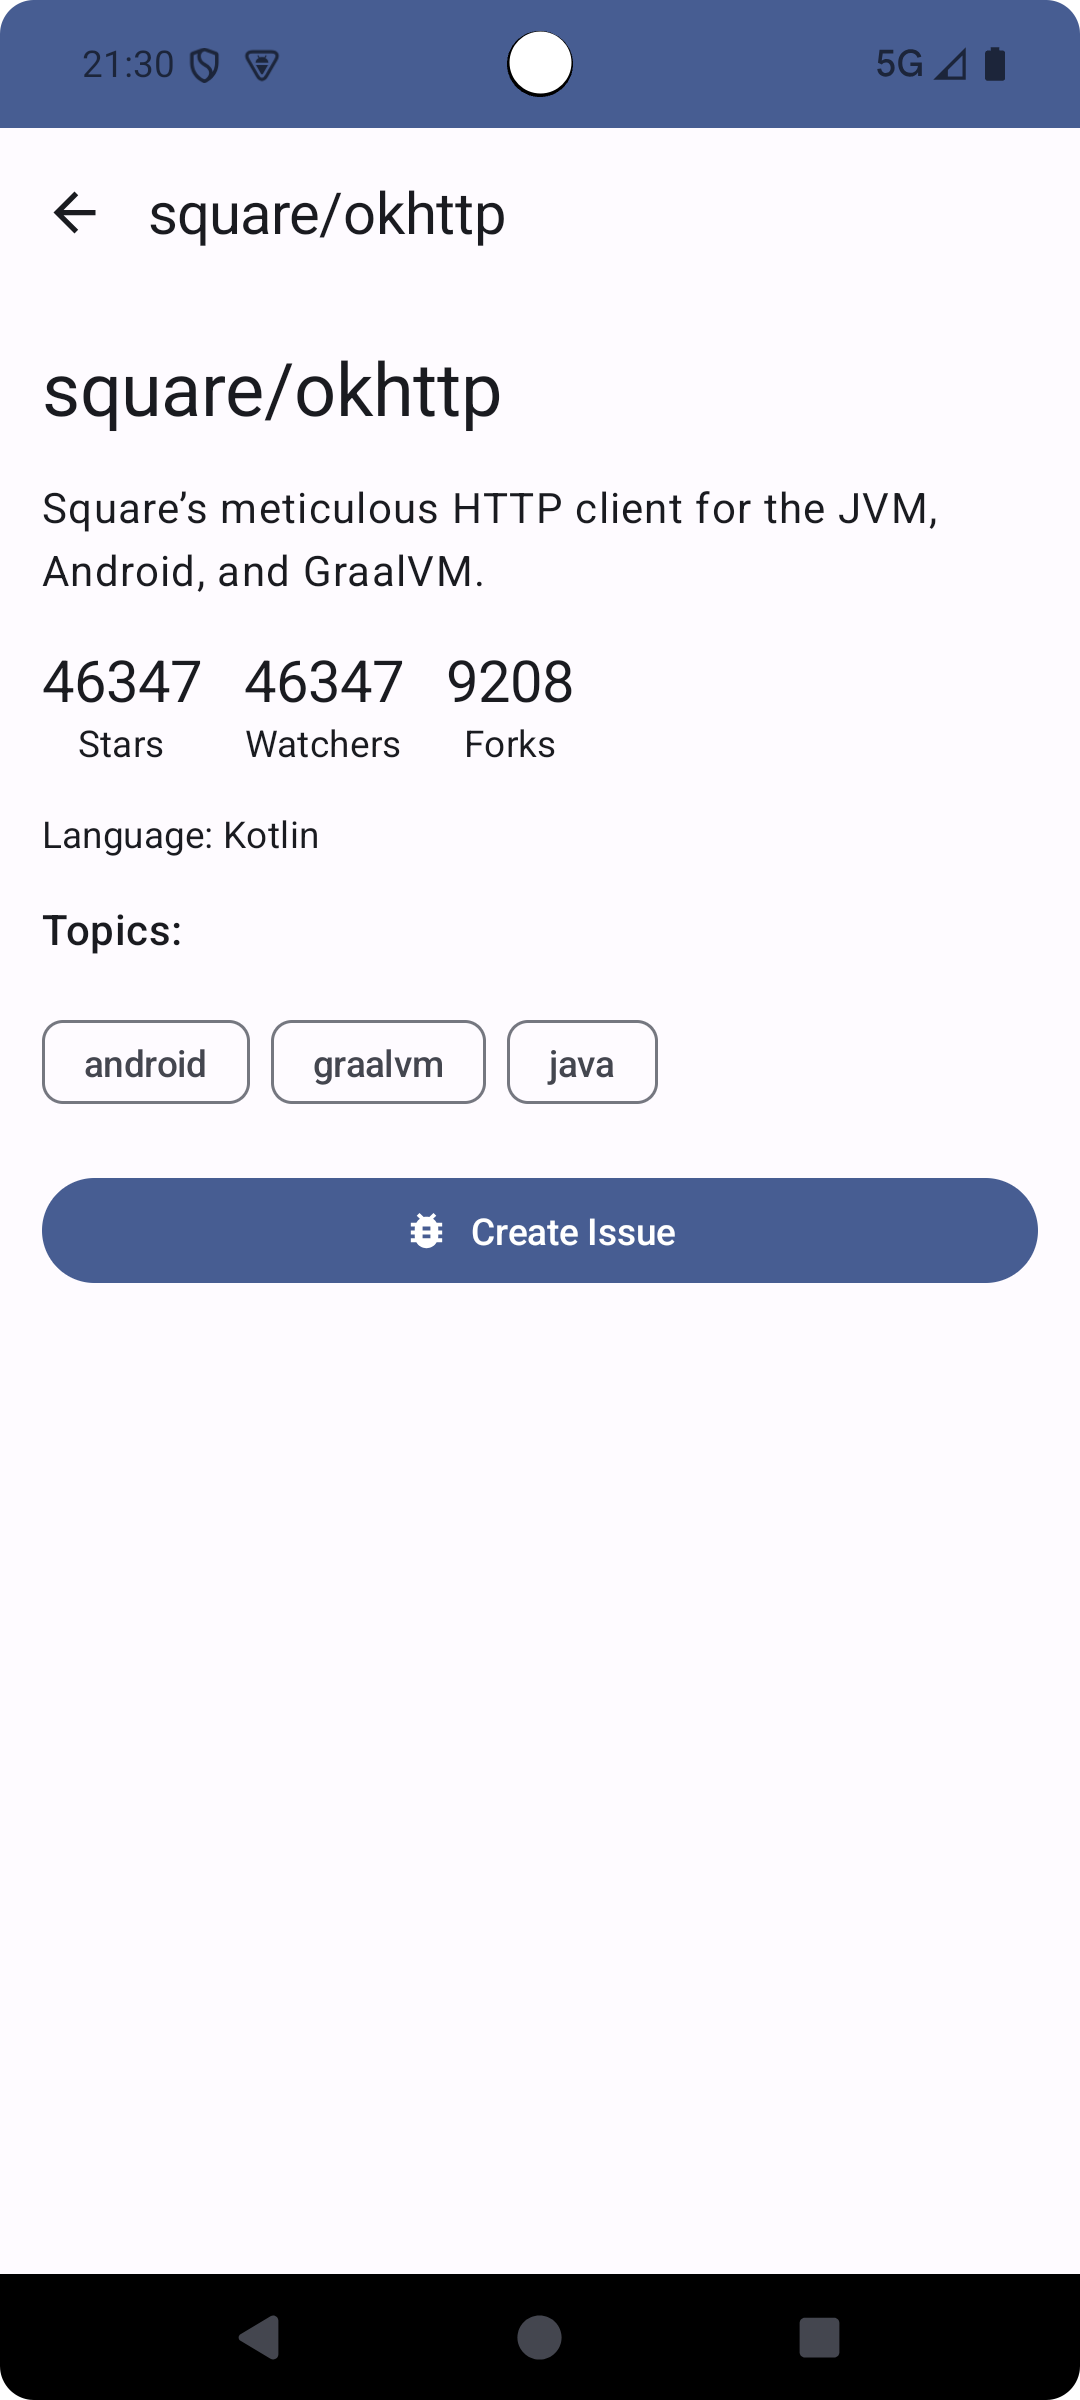 21:30 5G
square/okhttp
square/okhttp
Square’s meticulous HTTP client for the JVM,
Android, and GraalVM.
46347 46347 9208
Stars Watchers Forks
Language: Kotlin
Topics:
android graalvm java
Create Issue